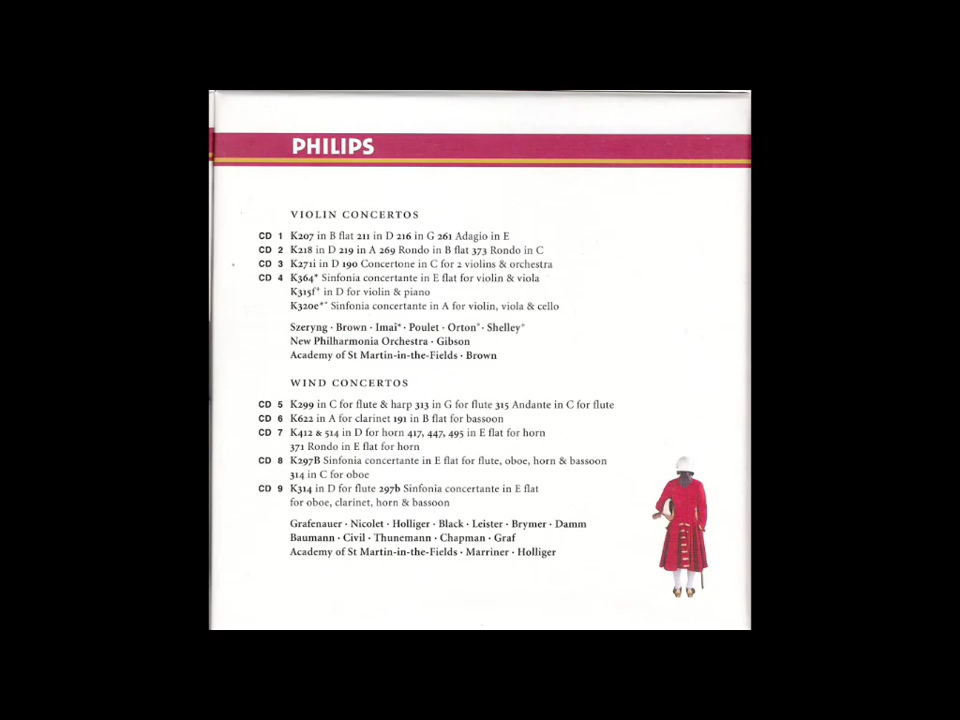 PHILIPS
VIOLIN CONCERTOS
CD 1 K207 in B flat 211 in D 216 in G 261 Adagio in E
CD 2 K218 in D 219 in A 269 Rondo in B flat 373 Rondo in C
CD 3 K271i in D 190 Concertone in C for 2 violins & orchestra
CD 4 K364* Sinfonia concertante in E flat for violin & viola
K315f⁺ in D for violin & piano
K320e*° Sinfonia concertante in A for violin, viola & cello
Szeryng · Brown · Imai* · Poulet · Orton° · Shelley⁺
New Philharmonia Orchestra · Gibson
Academy of St Martin-in-the-Fields · Brown
WIND CONCERTOS
CD 5 K299 in C for flute & harp 313 in G for flute 315 Andante in C for flute
CD 6 K622 in A for clarinet 191 in B flat for bassoon
CD 7 K412 & 514 in D for horn 417, 447, 495 in E flat for horn
371 Rondo in E flat for horn
CD 8 K297B Sinfonia concertante in E flat for flute, oboe, horn & bassoon
314 in C for oboe
CD 9 K314 in D for flute 297b Sinfonia concertante in E flat
for oboe, clarinet, horn & bassoon
Grafenauer · Nicolet · Holliger · Black · Leister · Brymer · Damm
Baumann · Civil · Thunemann · Chapman · Graf
Academy of St Martin-in-the-Fields · Marriner · Holliger